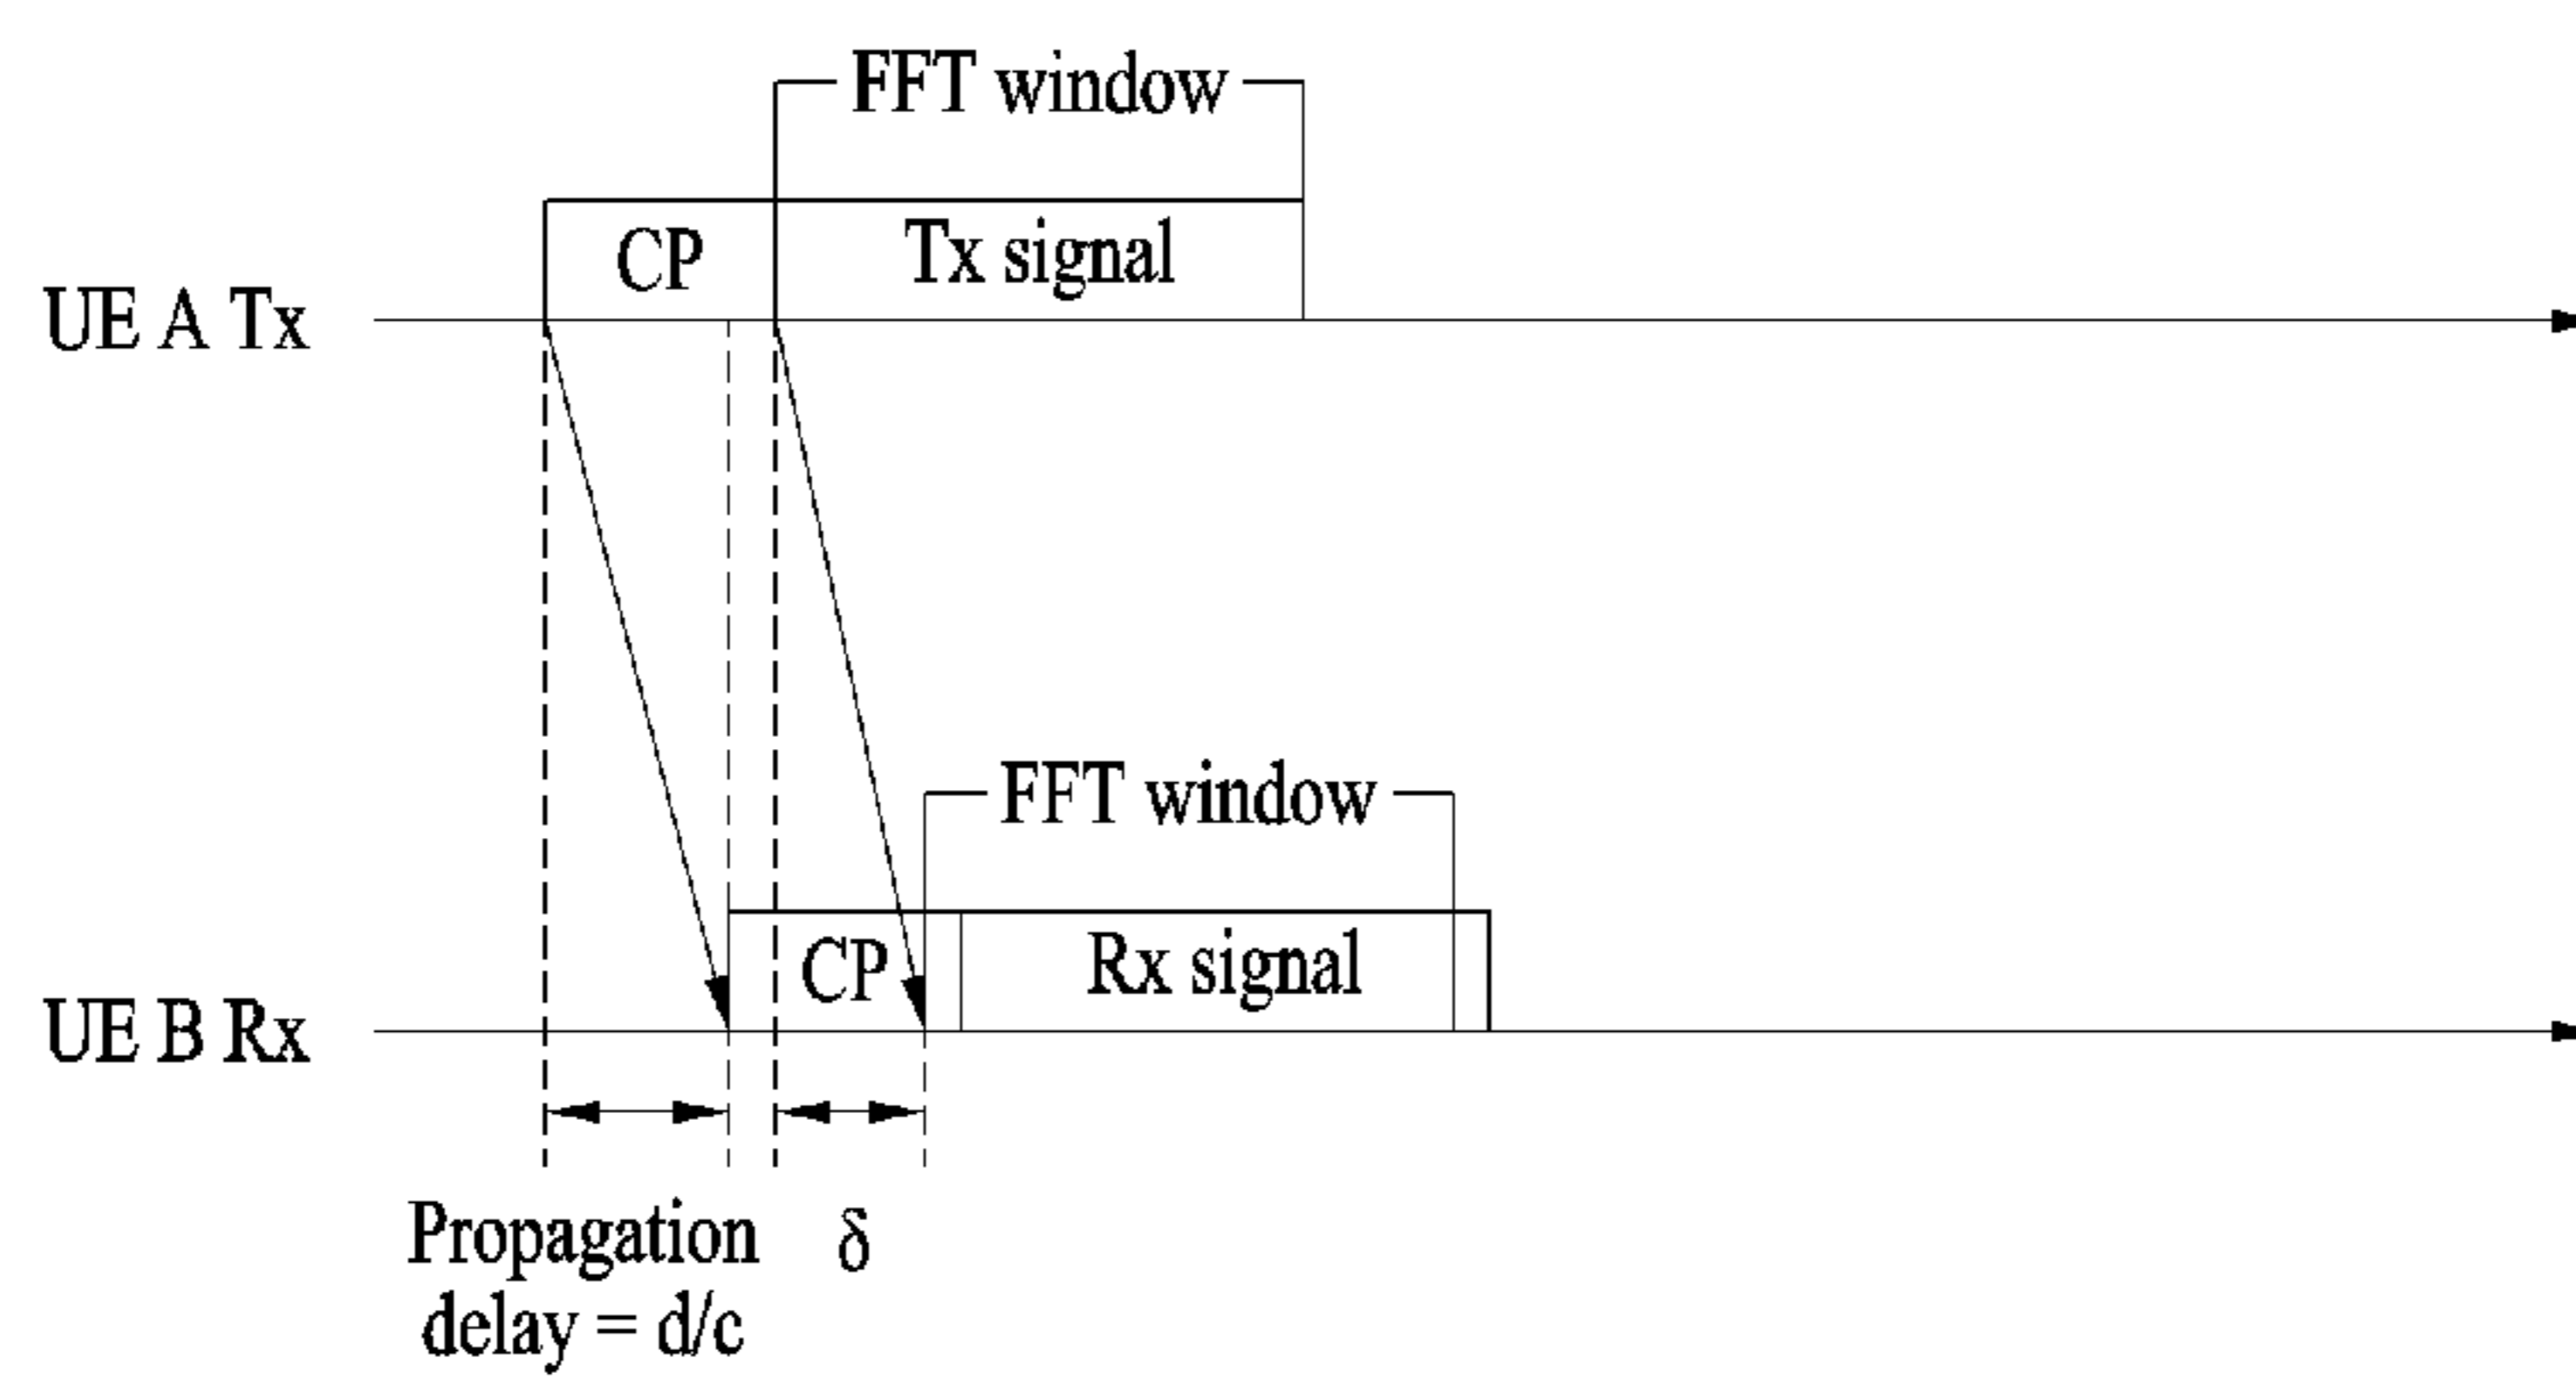 FFT window
CP
Tx signal
UE A Tx
FFT window
CP
Rx signal
UE B Rx
Propagation
delay = d/c
δ